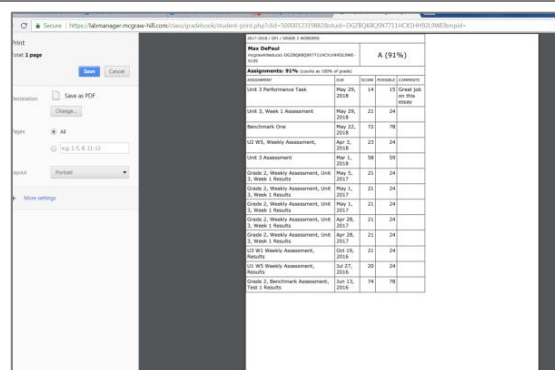 Secure | https://fabmanager.mcgraw-hill.com/class/gradebook/student-print.php?
Print
Total: 1 page
Save Cancel
Destination Save as PDF
Change...
Pages All
e.g. 1-5, 8, 11-13
Layout Portrait
More settings
2017-2018 / OP1 / GRADE 2 WONDERS
Max DePaul
A (91%)
Assignments: 91% (counts as 100% of grade)
ASSIGNMENT DUE SCORE POSSIBLE COMMENTS
Unit 3 Performance Task May 29, 2018 14 15 Great job on this essay
Unit 3, Week 1 Assessment May 29, 2018 21 24
Benchmark One May 22, 2018 72 78
U2 W5, Weekly Assessment, Apr 3, 2018 23 24
Unit 3 Assessment Mar 1, 2018 58 59
Grade 2, Weekly Assessment, Unit 3, Week 1 Results May 5, 2017 21 24
Grade 2, Weekly Assessment, Unit 3, Week 1 Results May 1, 2017 21 24
Grade 2, Weekly Assessment, Unit 3, Week 1 Results May 1, 2017 21 24
Grade 2, Weekly Assessment, Unit 3, Week 1 Results Apr 28, 2017 21 24
Grade 2, Weekly Assessment, Unit 3, Week 1 Results Apr 28, 2017 21 24
U3 W1 Weekly Assessment, Results Oct 19, 2016 21 24
U1 W5 Weekly Assessment, Results Jul 27, 2016 20 24
Grade 2, Benchmark Assessment, Test 1 Results Jun 13, 2016 74 78